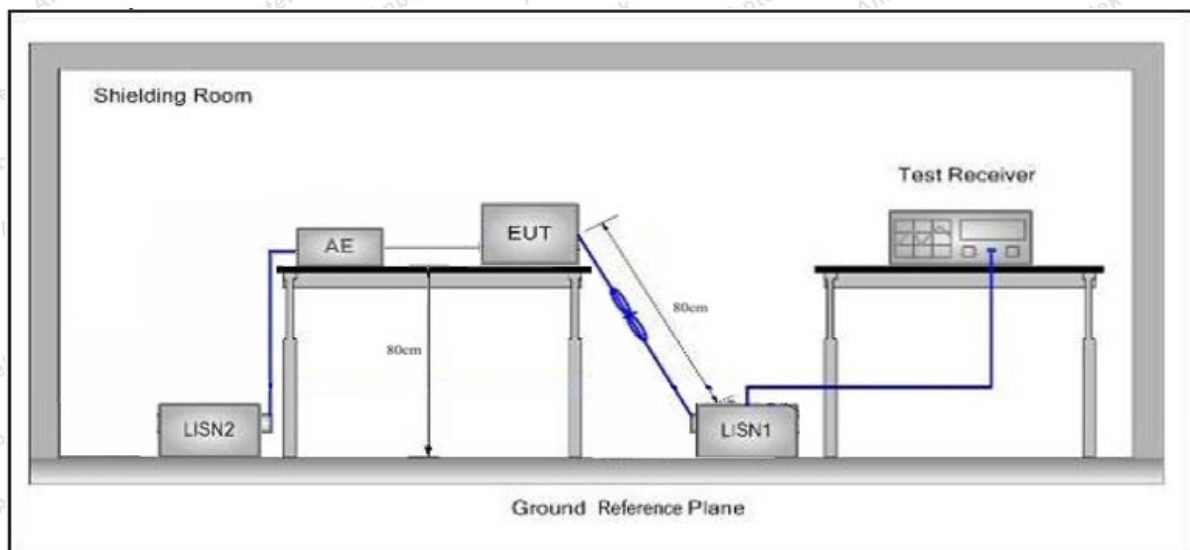 Shielding Room
Test Receiver
EUT
AE
80cm
80cm
LISN2
LISN1
Ground Reference Plane